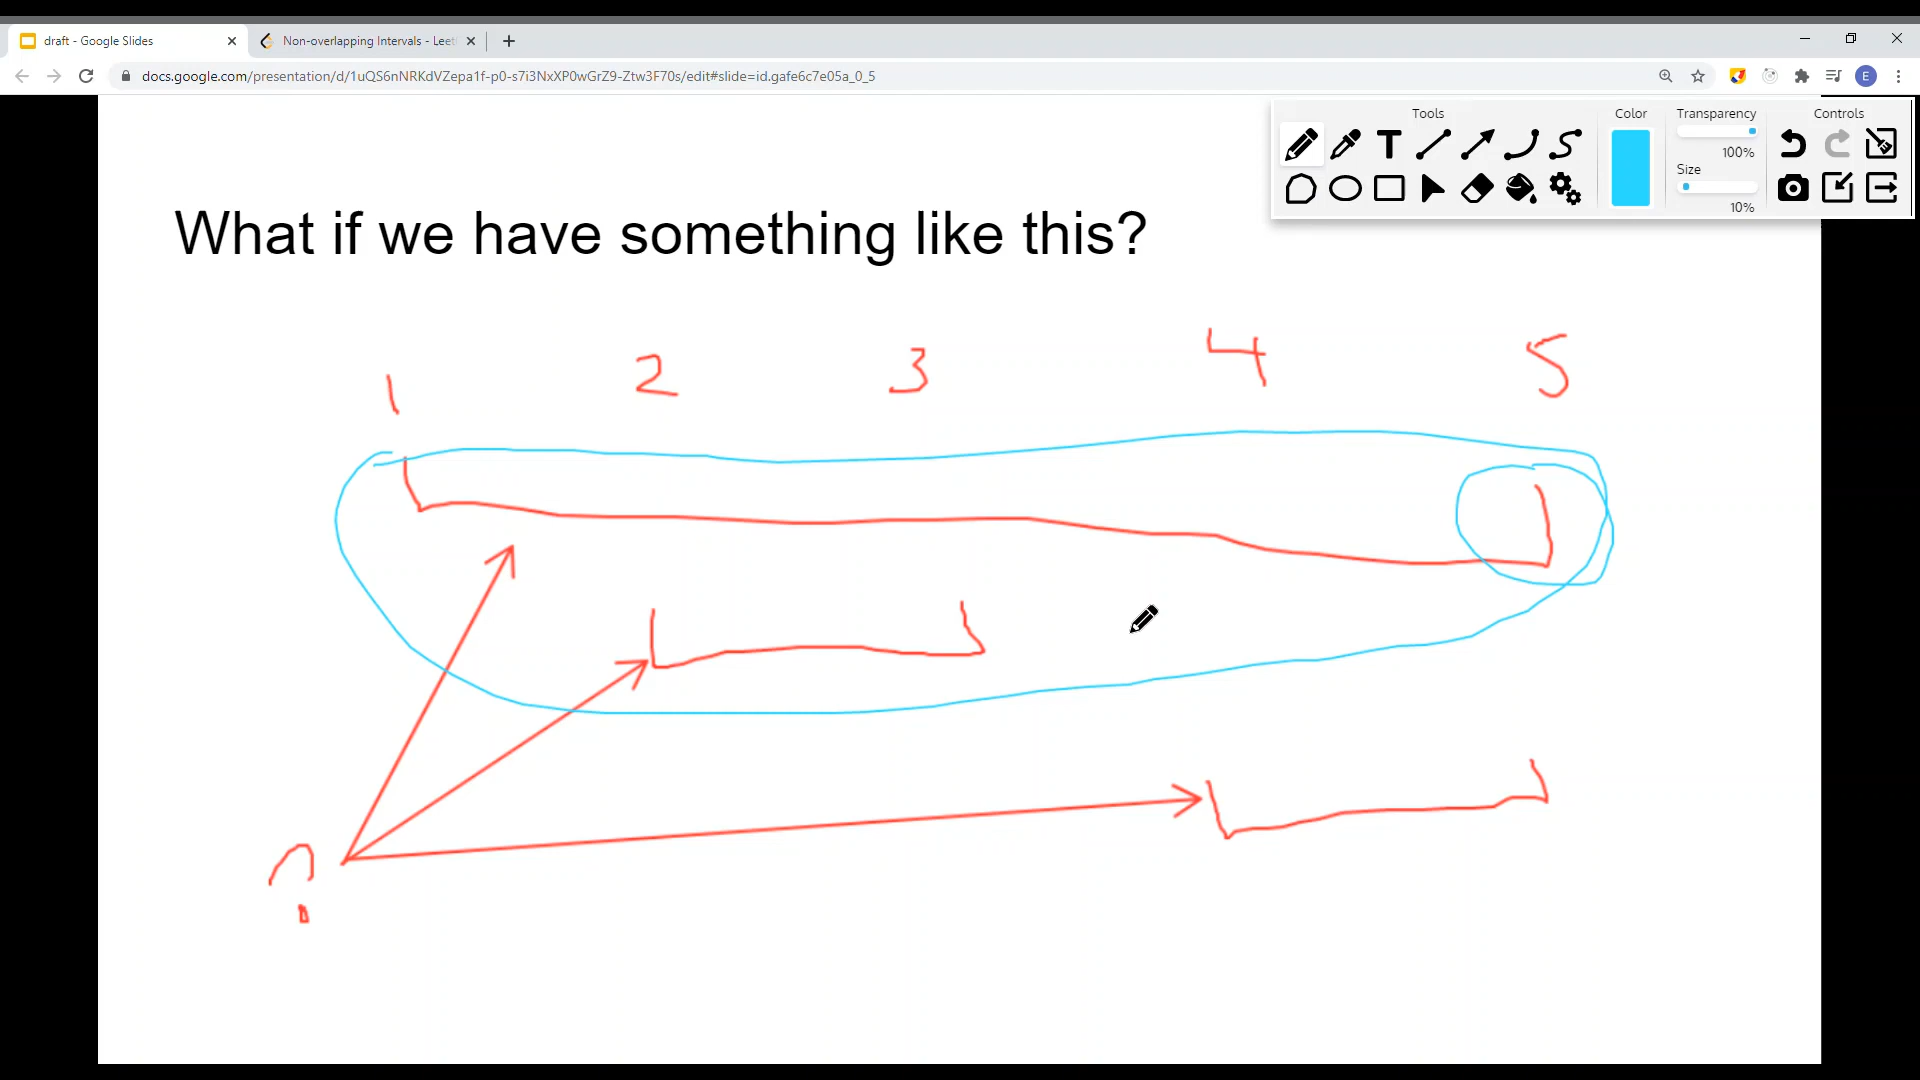 draft - Google Slides
Non-overlapping Intervals - Leet
docs.google.com/presentation/d/1uQS6nNRKdVZepa1f-p0-s7i3NxXP0wGrZ9-Ztw3F70s/edit#slide=id.gafe6c7e05a_0_5
E
Tools
Color
Transparency
Controls
T
100%
Size
10%
What if we have something like this?
1 2 3 4 5
?